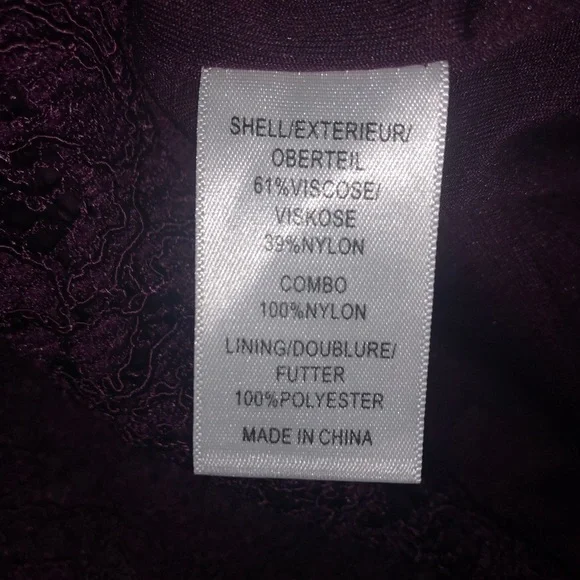 SHELL/EXTERIEUR/
OBERTEIL
61%VISCOSE/
VISKOSE
39%NYLON
COMBO
100%NYLON
LINING/DOUBLURE/
FUTTER
100%POLYESTER
MADE IN CHINA